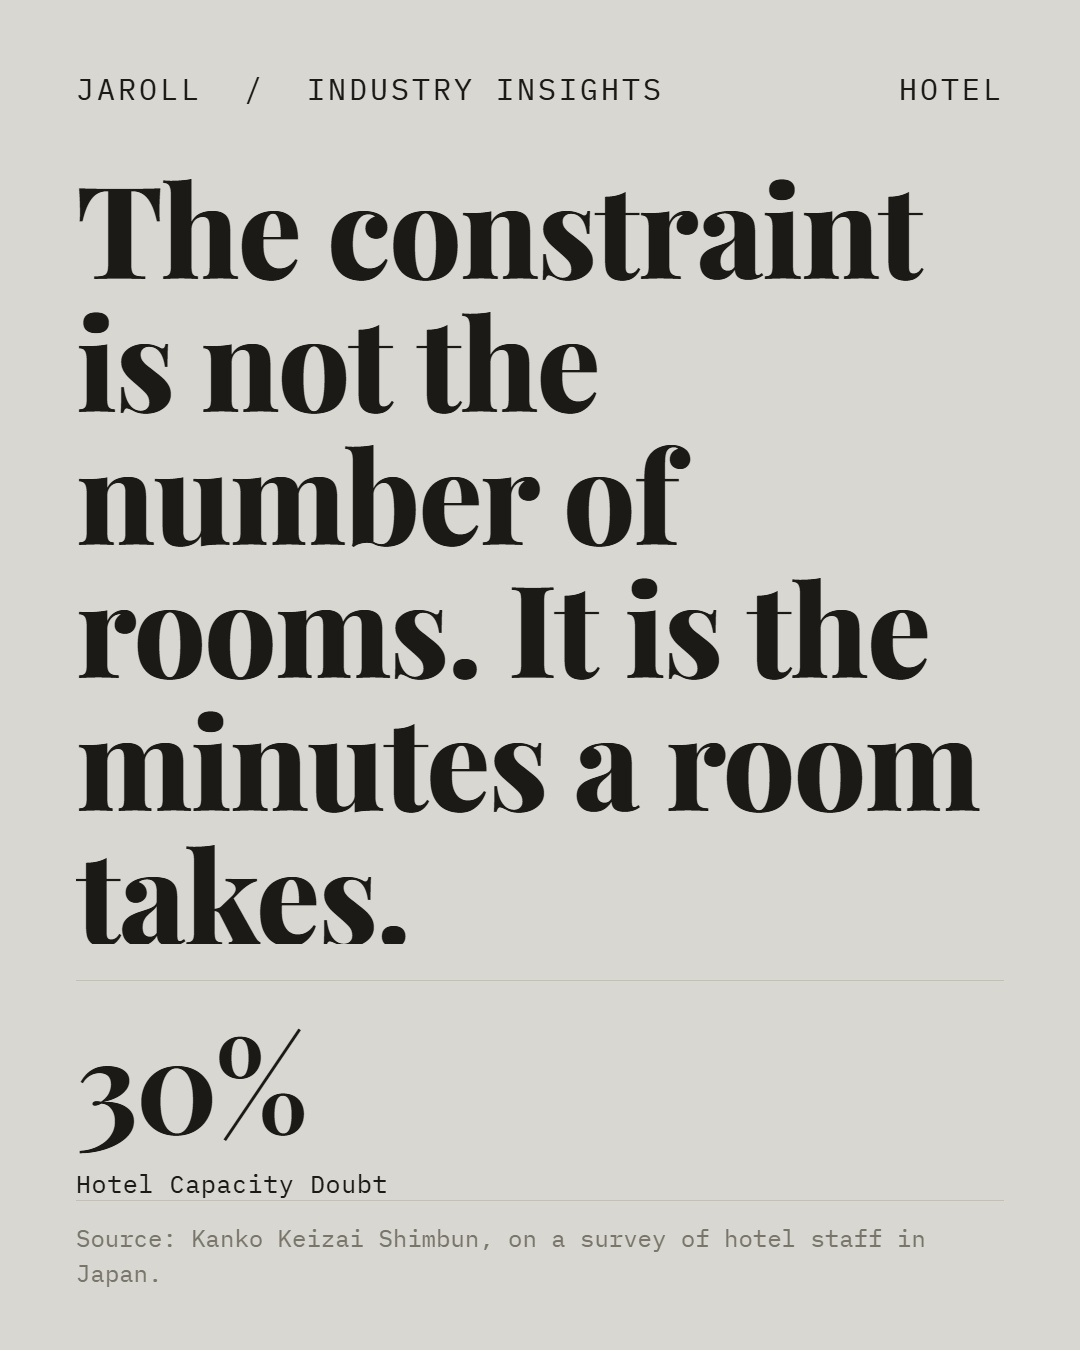 JAROLL / INDUSTRY INSIGHTS HOTEL
The constraint
is not the
number of
rooms. It is the
minutes a room
takes.
30%
Hotel Capacity Doubt
Source: Kanko Keizai Shimbun, on a survey of hotel staff in
Japan.